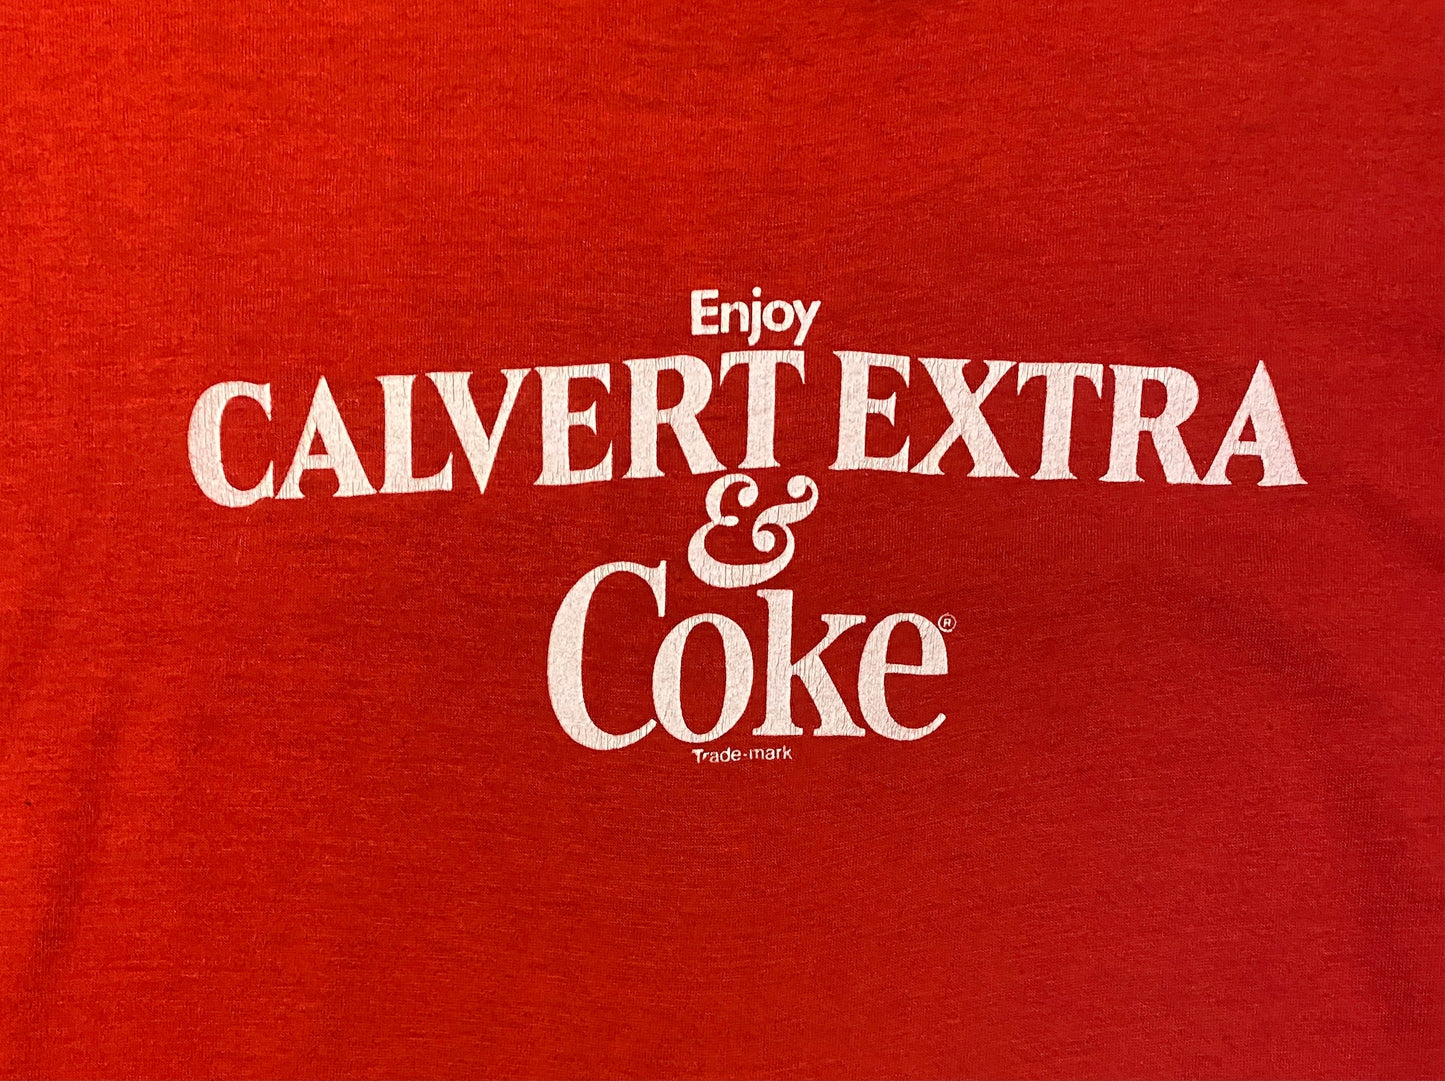 Enjoy
CALVERT EXTRA
&
Coke®
Trade-mark